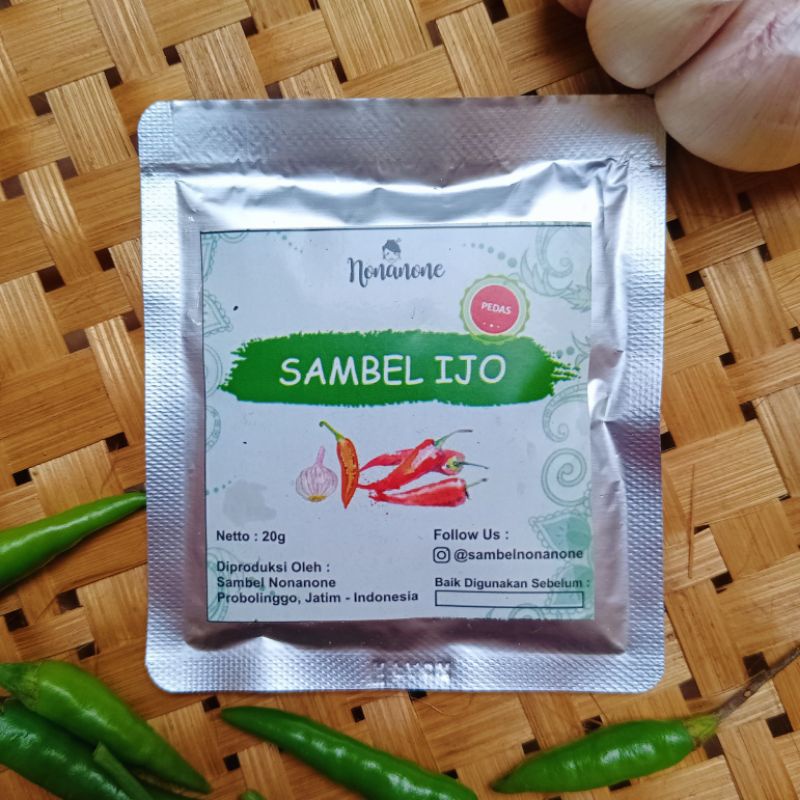 Nonanone
PEDAS
SAMBEL IJO
Netto : 20g
Diproduksi Oleh :
Sambel Nonanone
Probolinggo, Jatim - Indonesia
Follow Us :
@sambelnonanone
Baik Digunakan Sebelum :